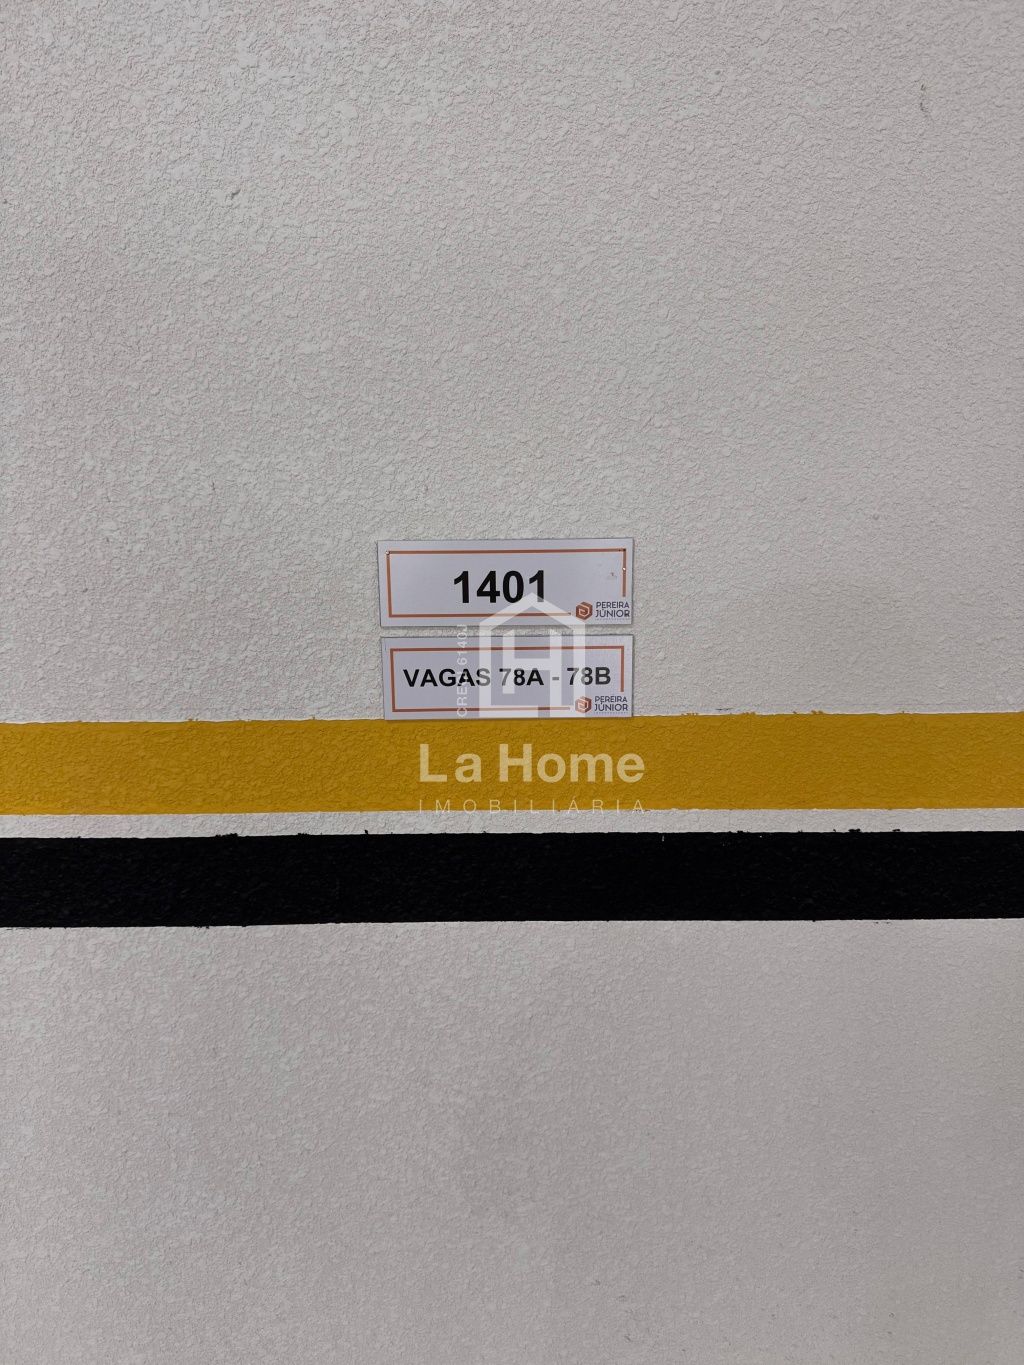 1401
PEREIRA
JÚNIOR
VAGAS 78A - 78B
PEREIRA
JÚNIOR
CRECI 6140J
La Home
IMOBILIÁRIA